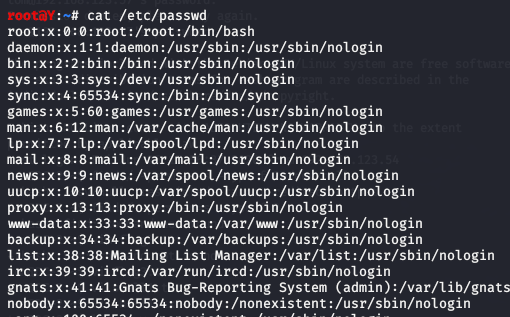 root@Y:~# cat /etc/passwd
root:x:0:0:root:/root:/bin/bash
daemon:x:1:1:daemon:/usr/sbin:/usr/sbin/nologin
bin:x:2:2:bin:/bin:/usr/sbin/nologin
sys:x:3:3:sys:/dev:/usr/sbin/nologin
sync:x:4:65534:sync:/bin:/bin/sync
games:x:5:60:games:/usr/games:/usr/sbin/nologin
man:x:6:12:man:/var/cache/man:/usr/sbin/nologin
lp:x:7:7:lp:/var/spool/lpd:/usr/sbin/nologin
mail:x:8:8:mail:/var/mail:/usr/sbin/nologin
news:x:9:9:news:/var/spool/news:/usr/sbin/nologin
uucp:x:10:10:uucp:/var/spool/uucp:/usr/sbin/nologin
proxy:x:13:13:proxy:/bin:/usr/sbin/nologin
www-data:x:33:33:www-data:/var/www:/usr/sbin/nologin
backup:x:34:34:backup:/var/backups:/usr/sbin/nologin
list:x:38:38:Mailing List Manager:/var/list:/usr/sbin/nologin
irc:x:39:39:ircd:/var/run/ircd:/usr/sbin/nologin
gnats:x:41:41:Gnats Bug-Reporting System (admin):/var/lib/gnats
nobody:x:65534:65534:nobody:/nonexistent:/usr/sbin/nologin